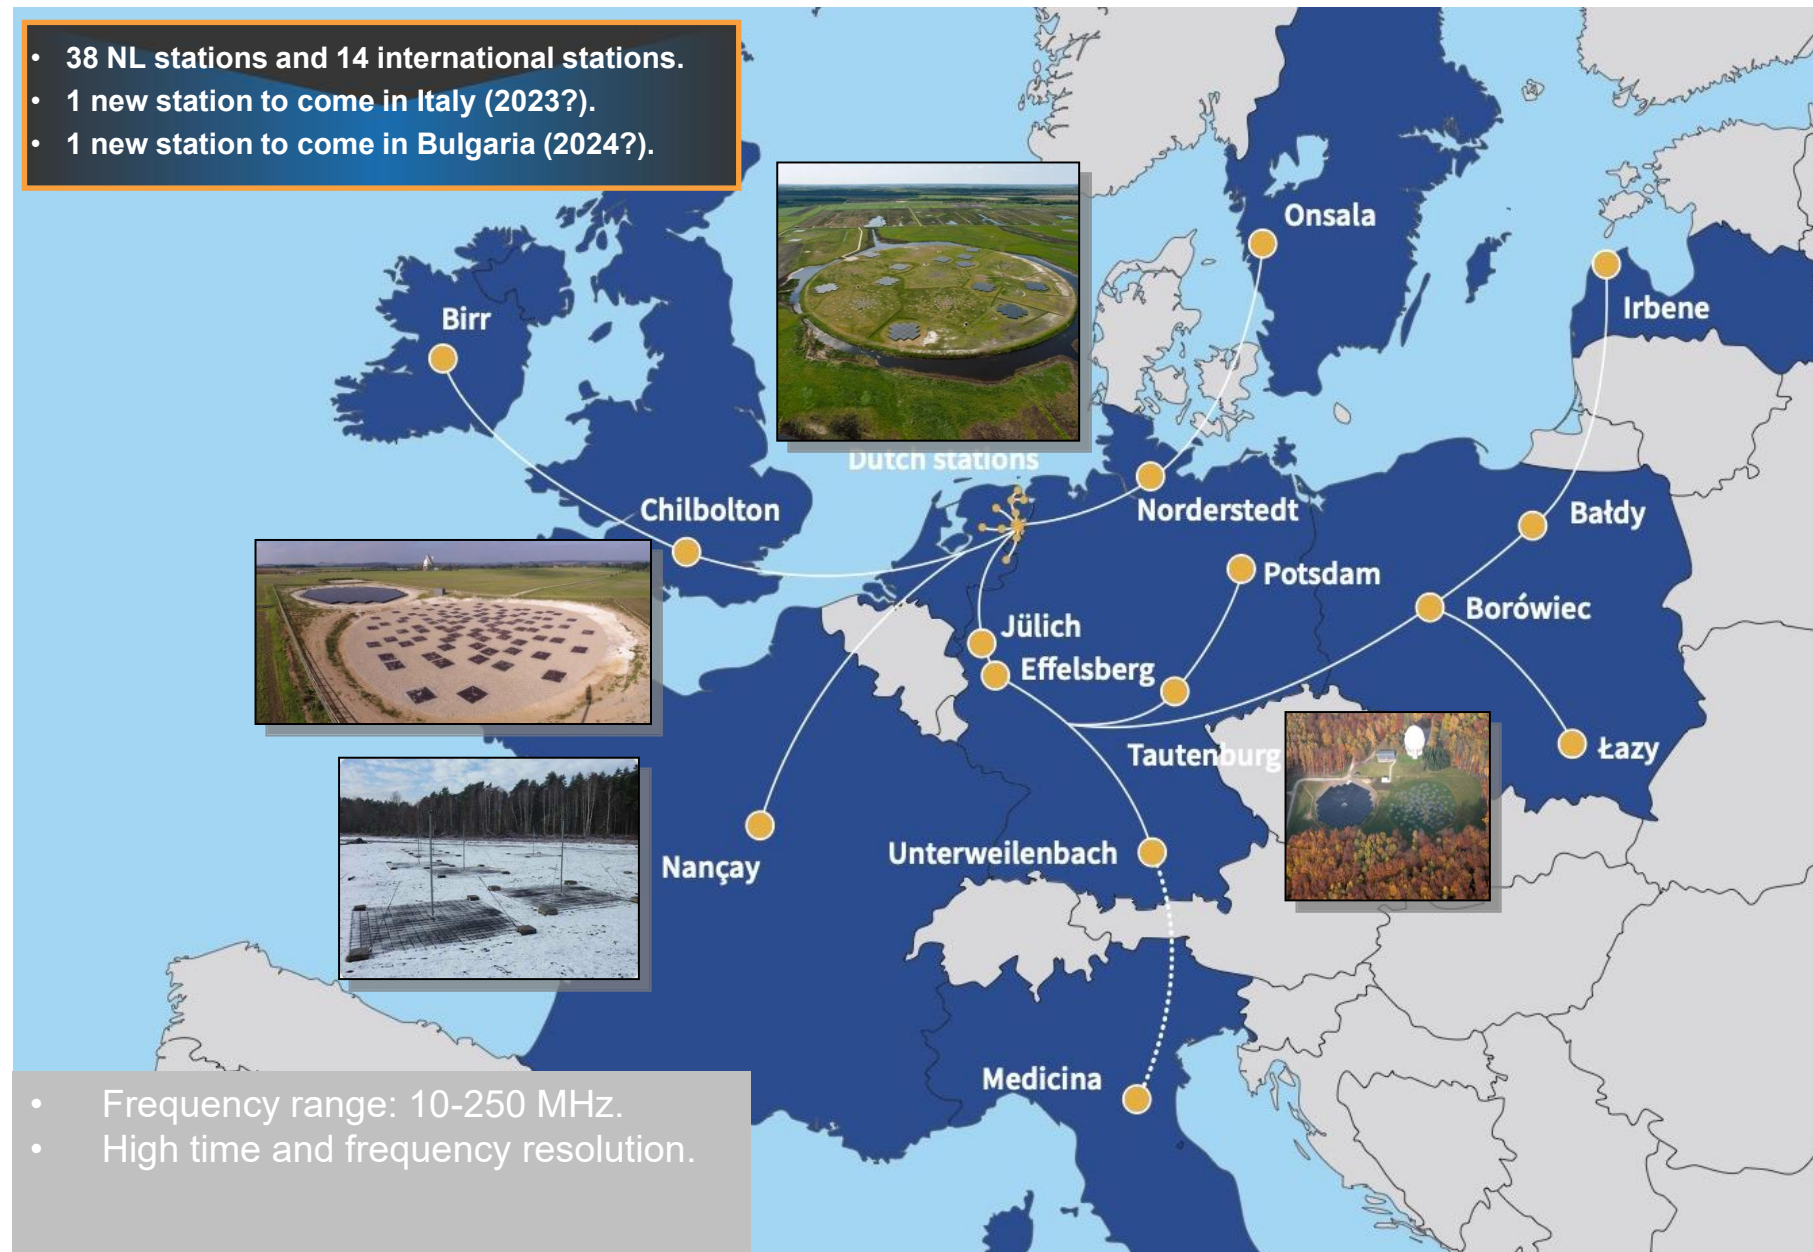 • 38 NL stations and 14 international stations.
• 1 new station to come in Italy (2023?).
• 1 new station to come in Bulgaria (2024?).
Onsala
Irbene
Birr
Dutch stations
Chilbolton
Norderstedt
Bałdy
Potsdam
Borówiec
Jülich
Effelsberg
Tautenburg
Łazy
Unterweilenbach
Nançay
Medicina
• Frequency range: 10-250 MHz.
• High time and frequency resolution.